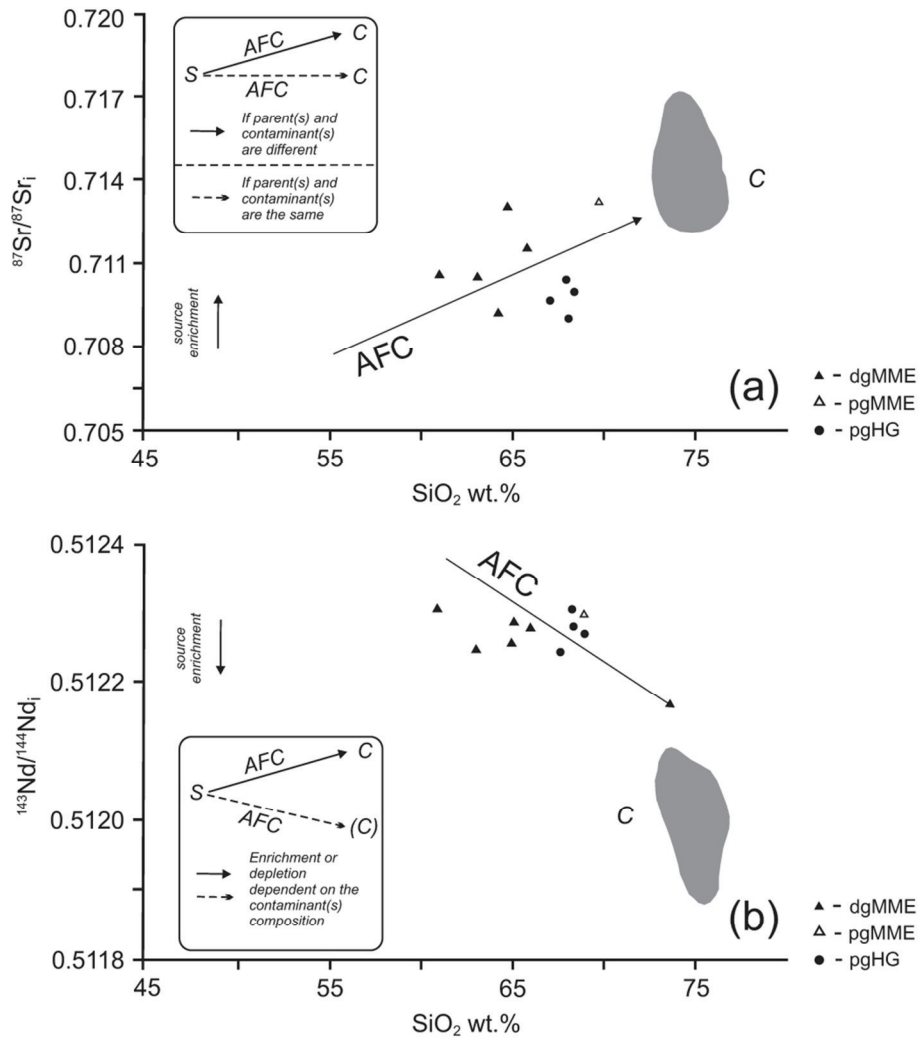 0.720
0.717
0.714
0.711
0.708
0.705
⁸⁷Sr/⁸⁷Srᵢ
AFC
C
S
C
AFC
If parent(s) and
contaminant(s)
are different
If parent(s) and
contaminant(s)
are the same
source
enrichment
AFC
C
(a)
▲ - dgMME
△ - pgMME
● - pgHG
45
55
65
75
SiO₂ wt.%
0.5124
0.5122
0.5120
0.5118
¹⁴³Nd/¹⁴⁴Ndᵢ
source
enrichment
AFC
AFC
C
S
AFC
(C)
Enrichment or
depletion
dependent on the
contaminant(s)
composition
C
(b)
▲ - dgMME
△ - pgMME
● - pgHG
45
55
65
75
SiO₂ wt.%